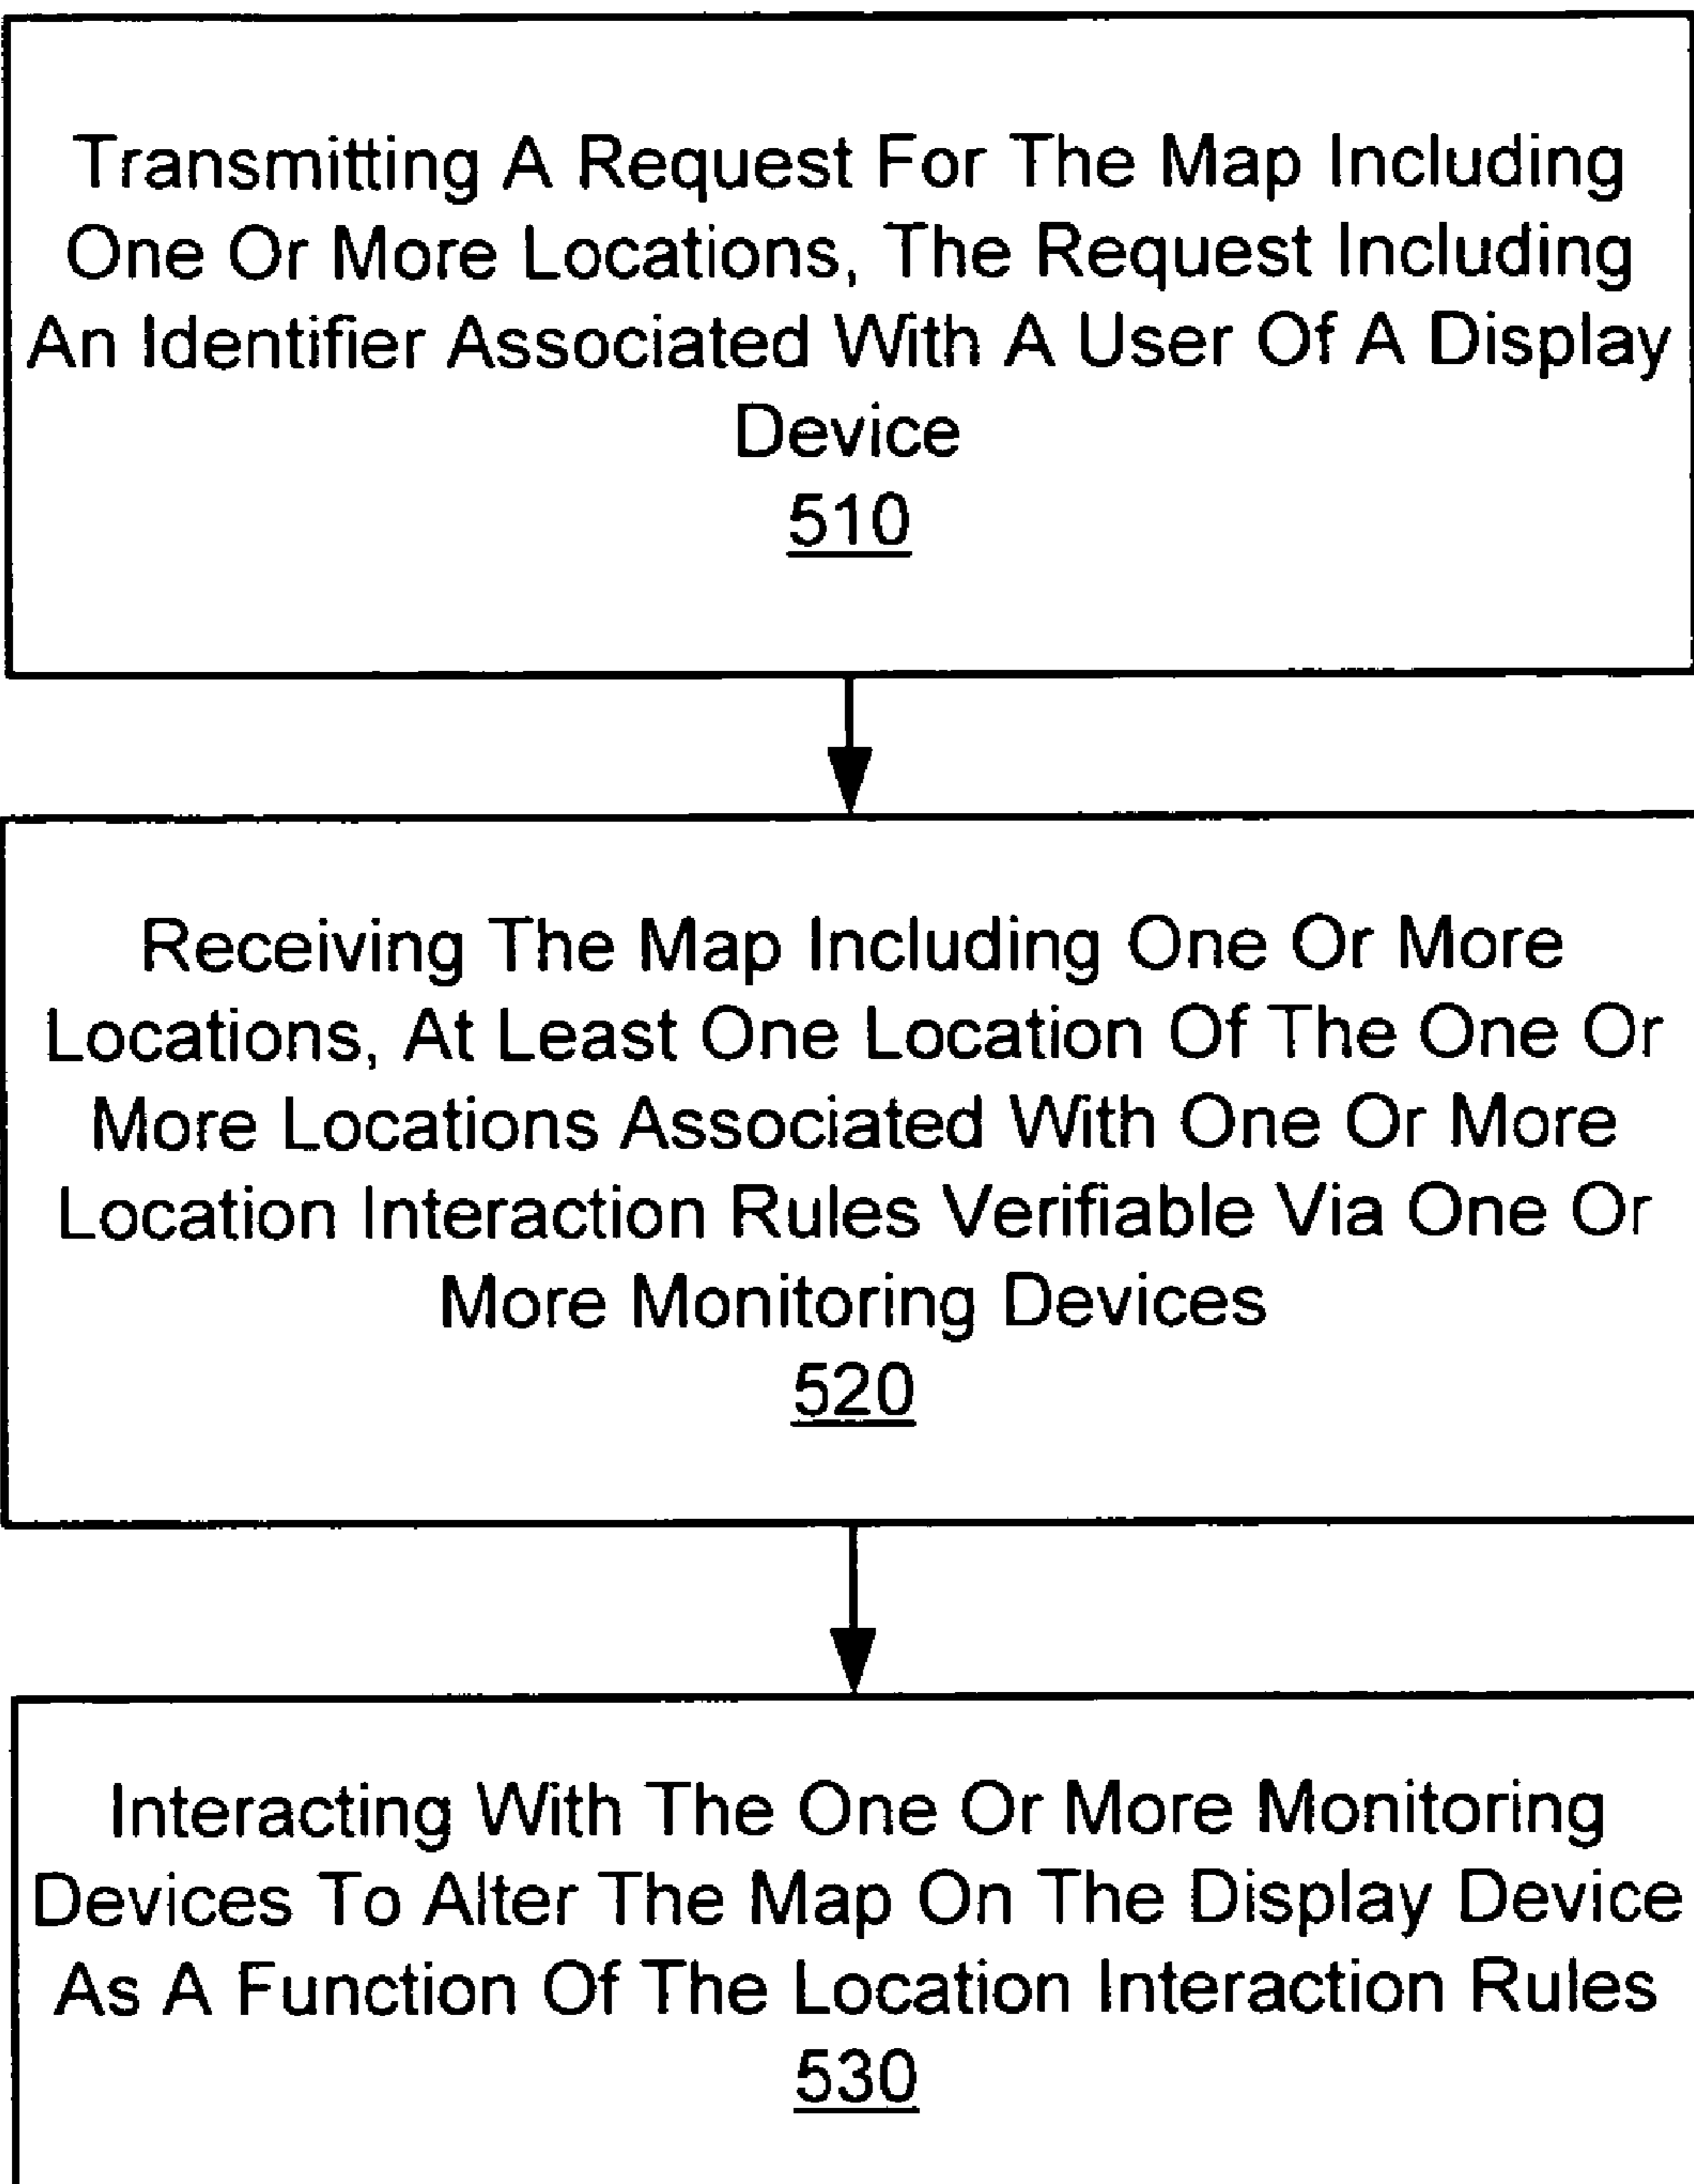 Transmitting A Request For The Map Including
One Or More Locations, The Request Including
An Identifier Associated With A User Of A Display
Device
510
Receiving The Map Including One Or More
Locations, At Least One Location Of The One Or
More Locations Associated With One Or More
Location Interaction Rules Verifiable Via One Or
More Monitoring Devices
520
Interacting With The One Or More Monitoring
Devices To Alter The Map On The Display Device
As A Function Of The Location Interaction Rules
530